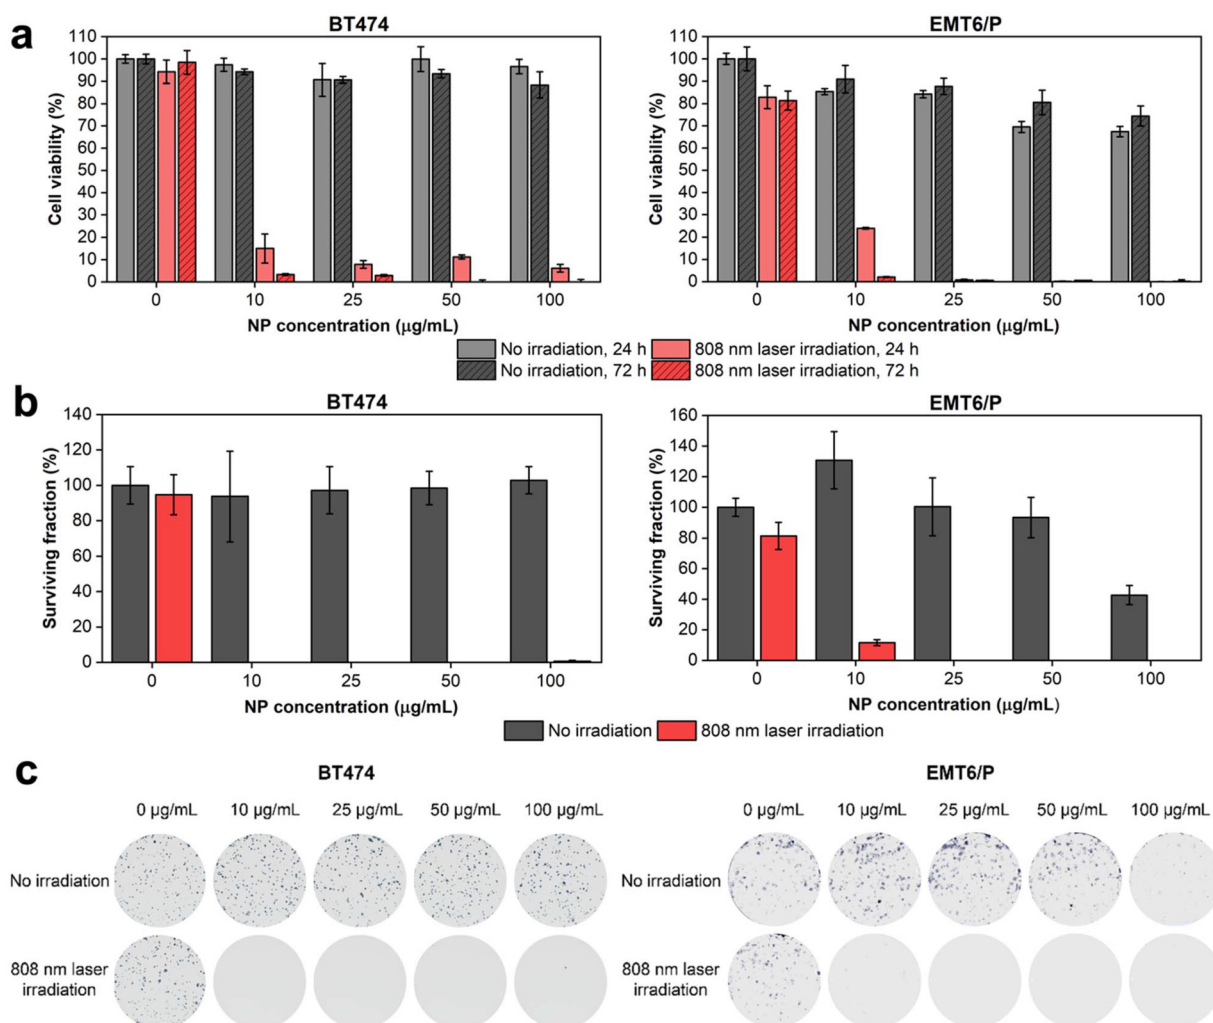 a
BT474
EMT6/P
Cell viability (%)
110
100
90
80
70
60
50
40
30
20
10
0
0 10 25 50 100
NP concentration (μg/mL)
Cell viability (%)
110
100
90
80
70
60
50
40
30
20
10
0
0 10 25 50 100
NP concentration (μg/mL)
No irradiation, 24 h 808 nm laser irradiation, 24 h
No irradiation, 72 h 808 nm laser irradiation, 72 h
b
BT474
EMT6/P
Surviving fraction (%)
140
120
100
80
60
40
20
0
0 10 25 50 100
NP concentration (μg/mL)
Surviving fraction (%)
160
140
120
100
80
60
40
20
0
0 10 25 50 100
NP concentration (μg/mL)
No irradiation 808 nm laser irradiation
c
BT474
0 μg/mL 10 μg/mL 25 μg/mL 50 μg/mL 100 μg/mL
No irradiation
808 nm laser
irradiation
EMT6/P
0 μg/mL 10 μg/mL 25 μg/mL 50 μg/mL 100 μg/mL
No irradiation
808 nm laser
irradiation